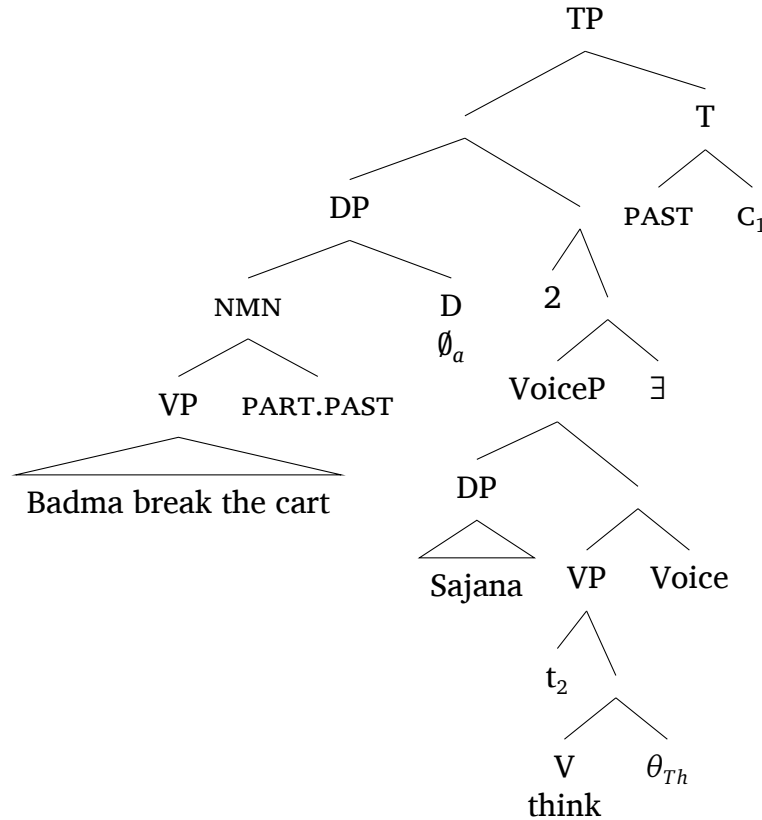 TP
T
DP
PAST C₁
NMN D 2
∅ₐ
VoiceP ∃
VP PART.PAST
DP
Badma break the cart
Sajana VP Voice
t₂
V θ_Th
think